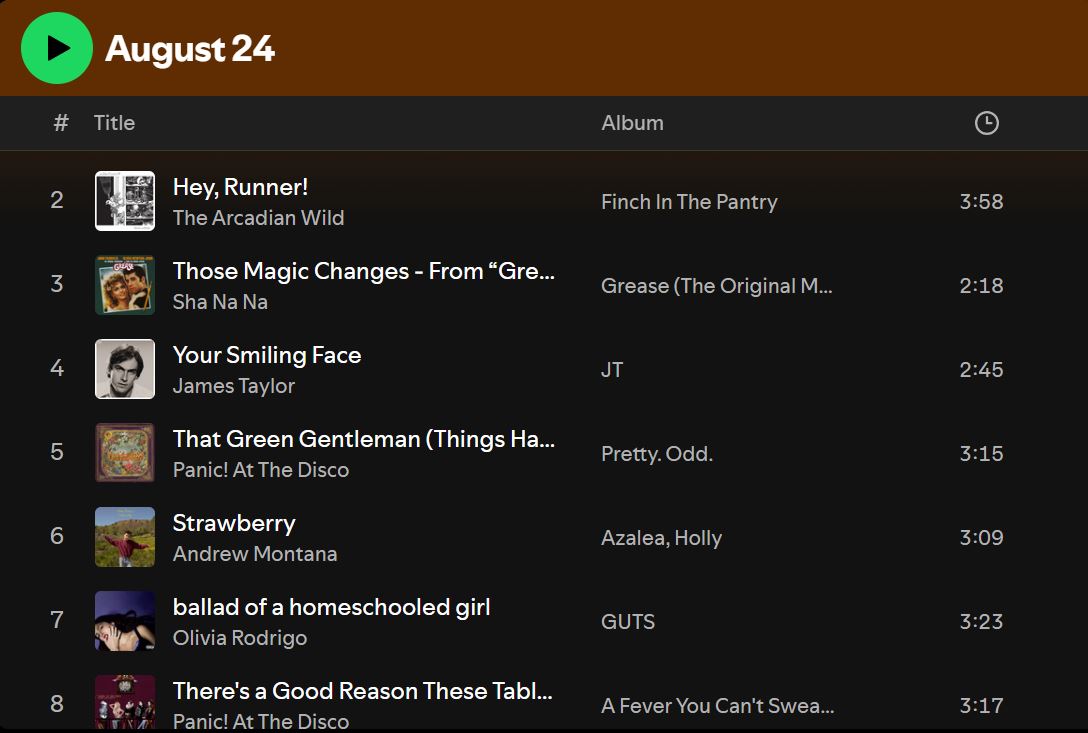 August 24
# Title Album
2 Hey, Runner! Finch In The Pantry 3:58
The Arcadian Wild
3 Those Magic Changes - From “Gre... Grease (The Original M... 2:18
Sha Na Na
4 Your Smiling Face JT 2:45
James Taylor
5 That Green Gentleman (Things Ha... Pretty. Odd. 3:15
Panic! At The Disco
6 Strawberry Azalea, Holly 3:09
Andrew Montana
7 ballad of a homeschooled girl GUTS 3:23
Olivia Rodrigo
8 There's a Good Reason These Tabl... A Fever You Can't Swea... 3:17
Panic! At The Disco
GREASE